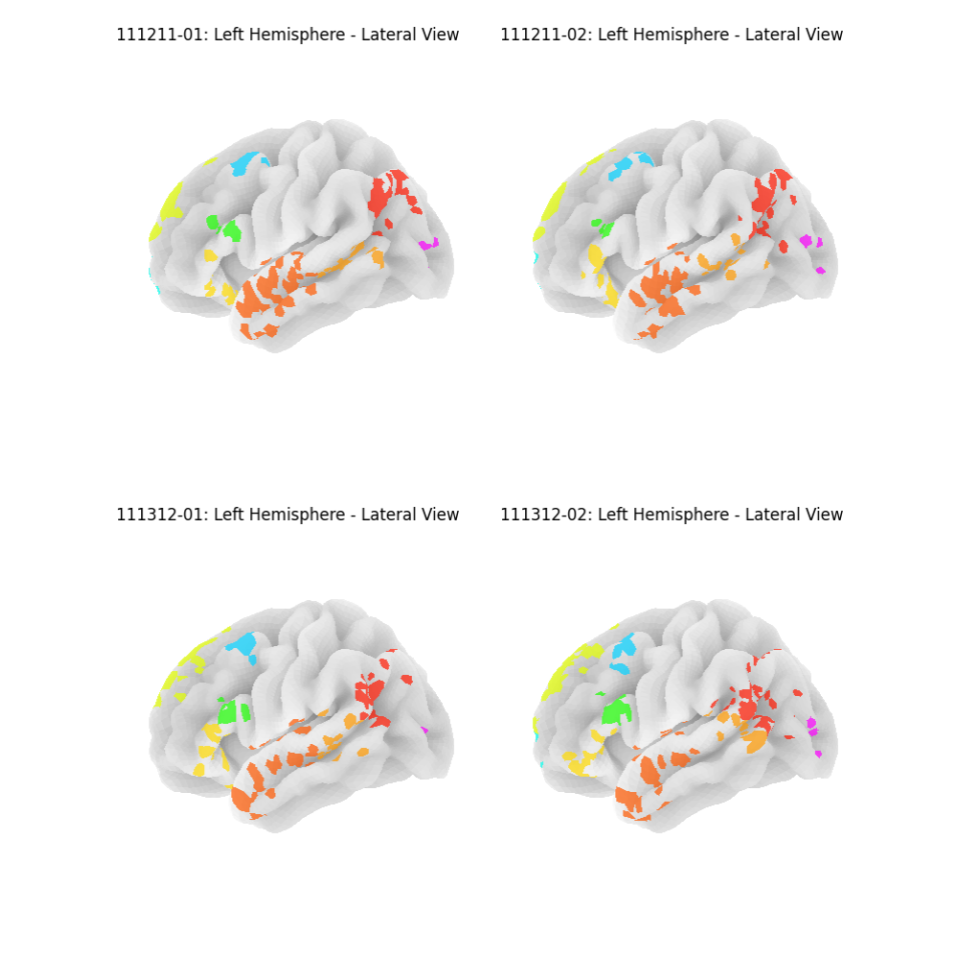 111211-01: Left Hemisphere - Lateral View
111211-02: Left Hemisphere - Lateral View
111312-01: Left Hemisphere - Lateral View
111312-02: Left Hemisphere - Lateral View